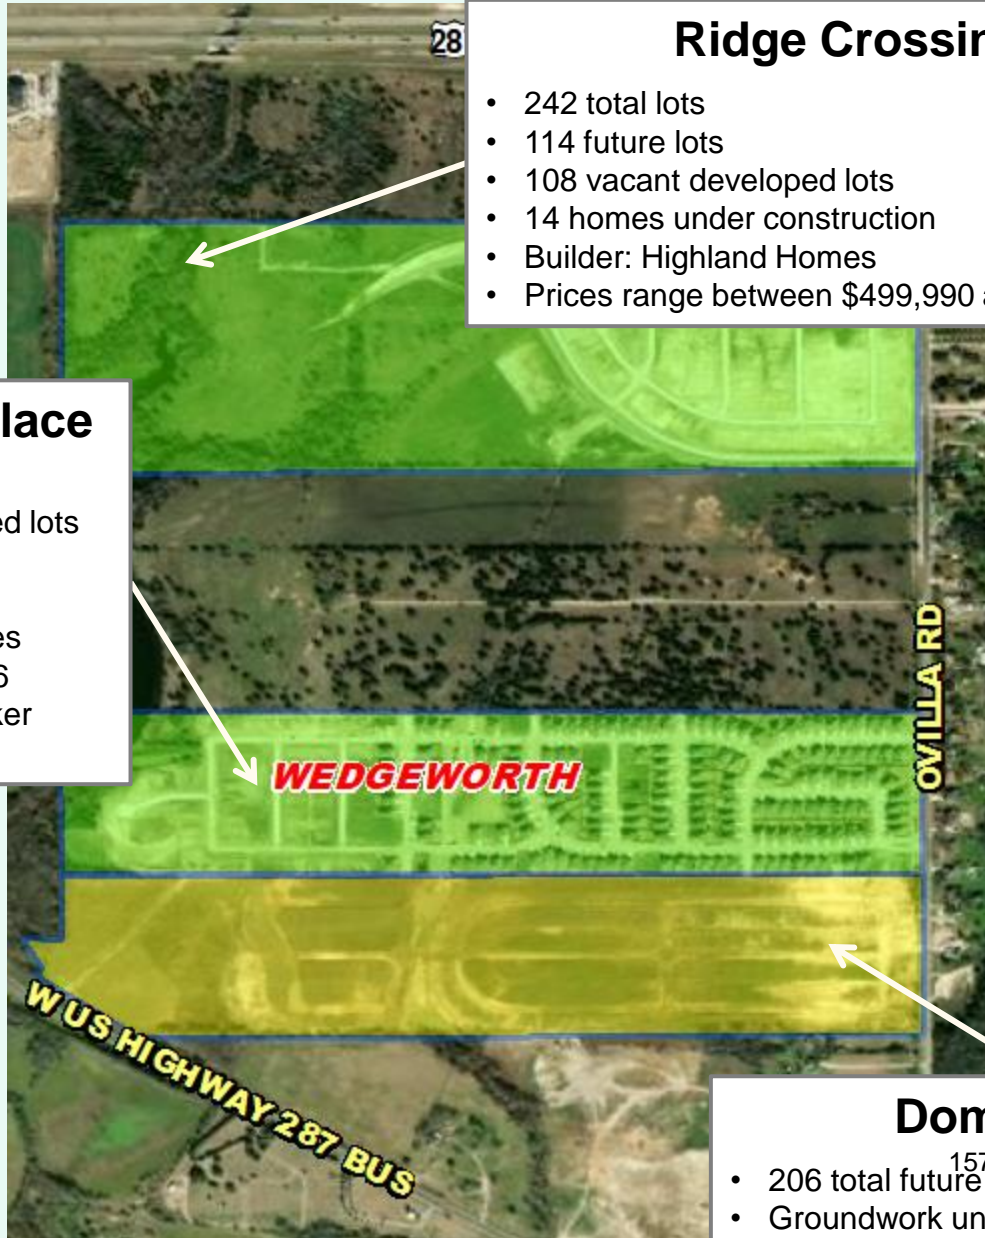 28
Ridge Crossin
• 242 total lots
• 114 future lots
• 108 vacant developed lots
• 14 homes under construction
• Builder: Highland Homes
• Prices range between $499,990 a
lace
ed lots
es
6
ker
OVILLA RD
WEDGEWORTH
W US HIGHWAY 287 BUS
Dom
157
• 206 total future
• Groundwork un